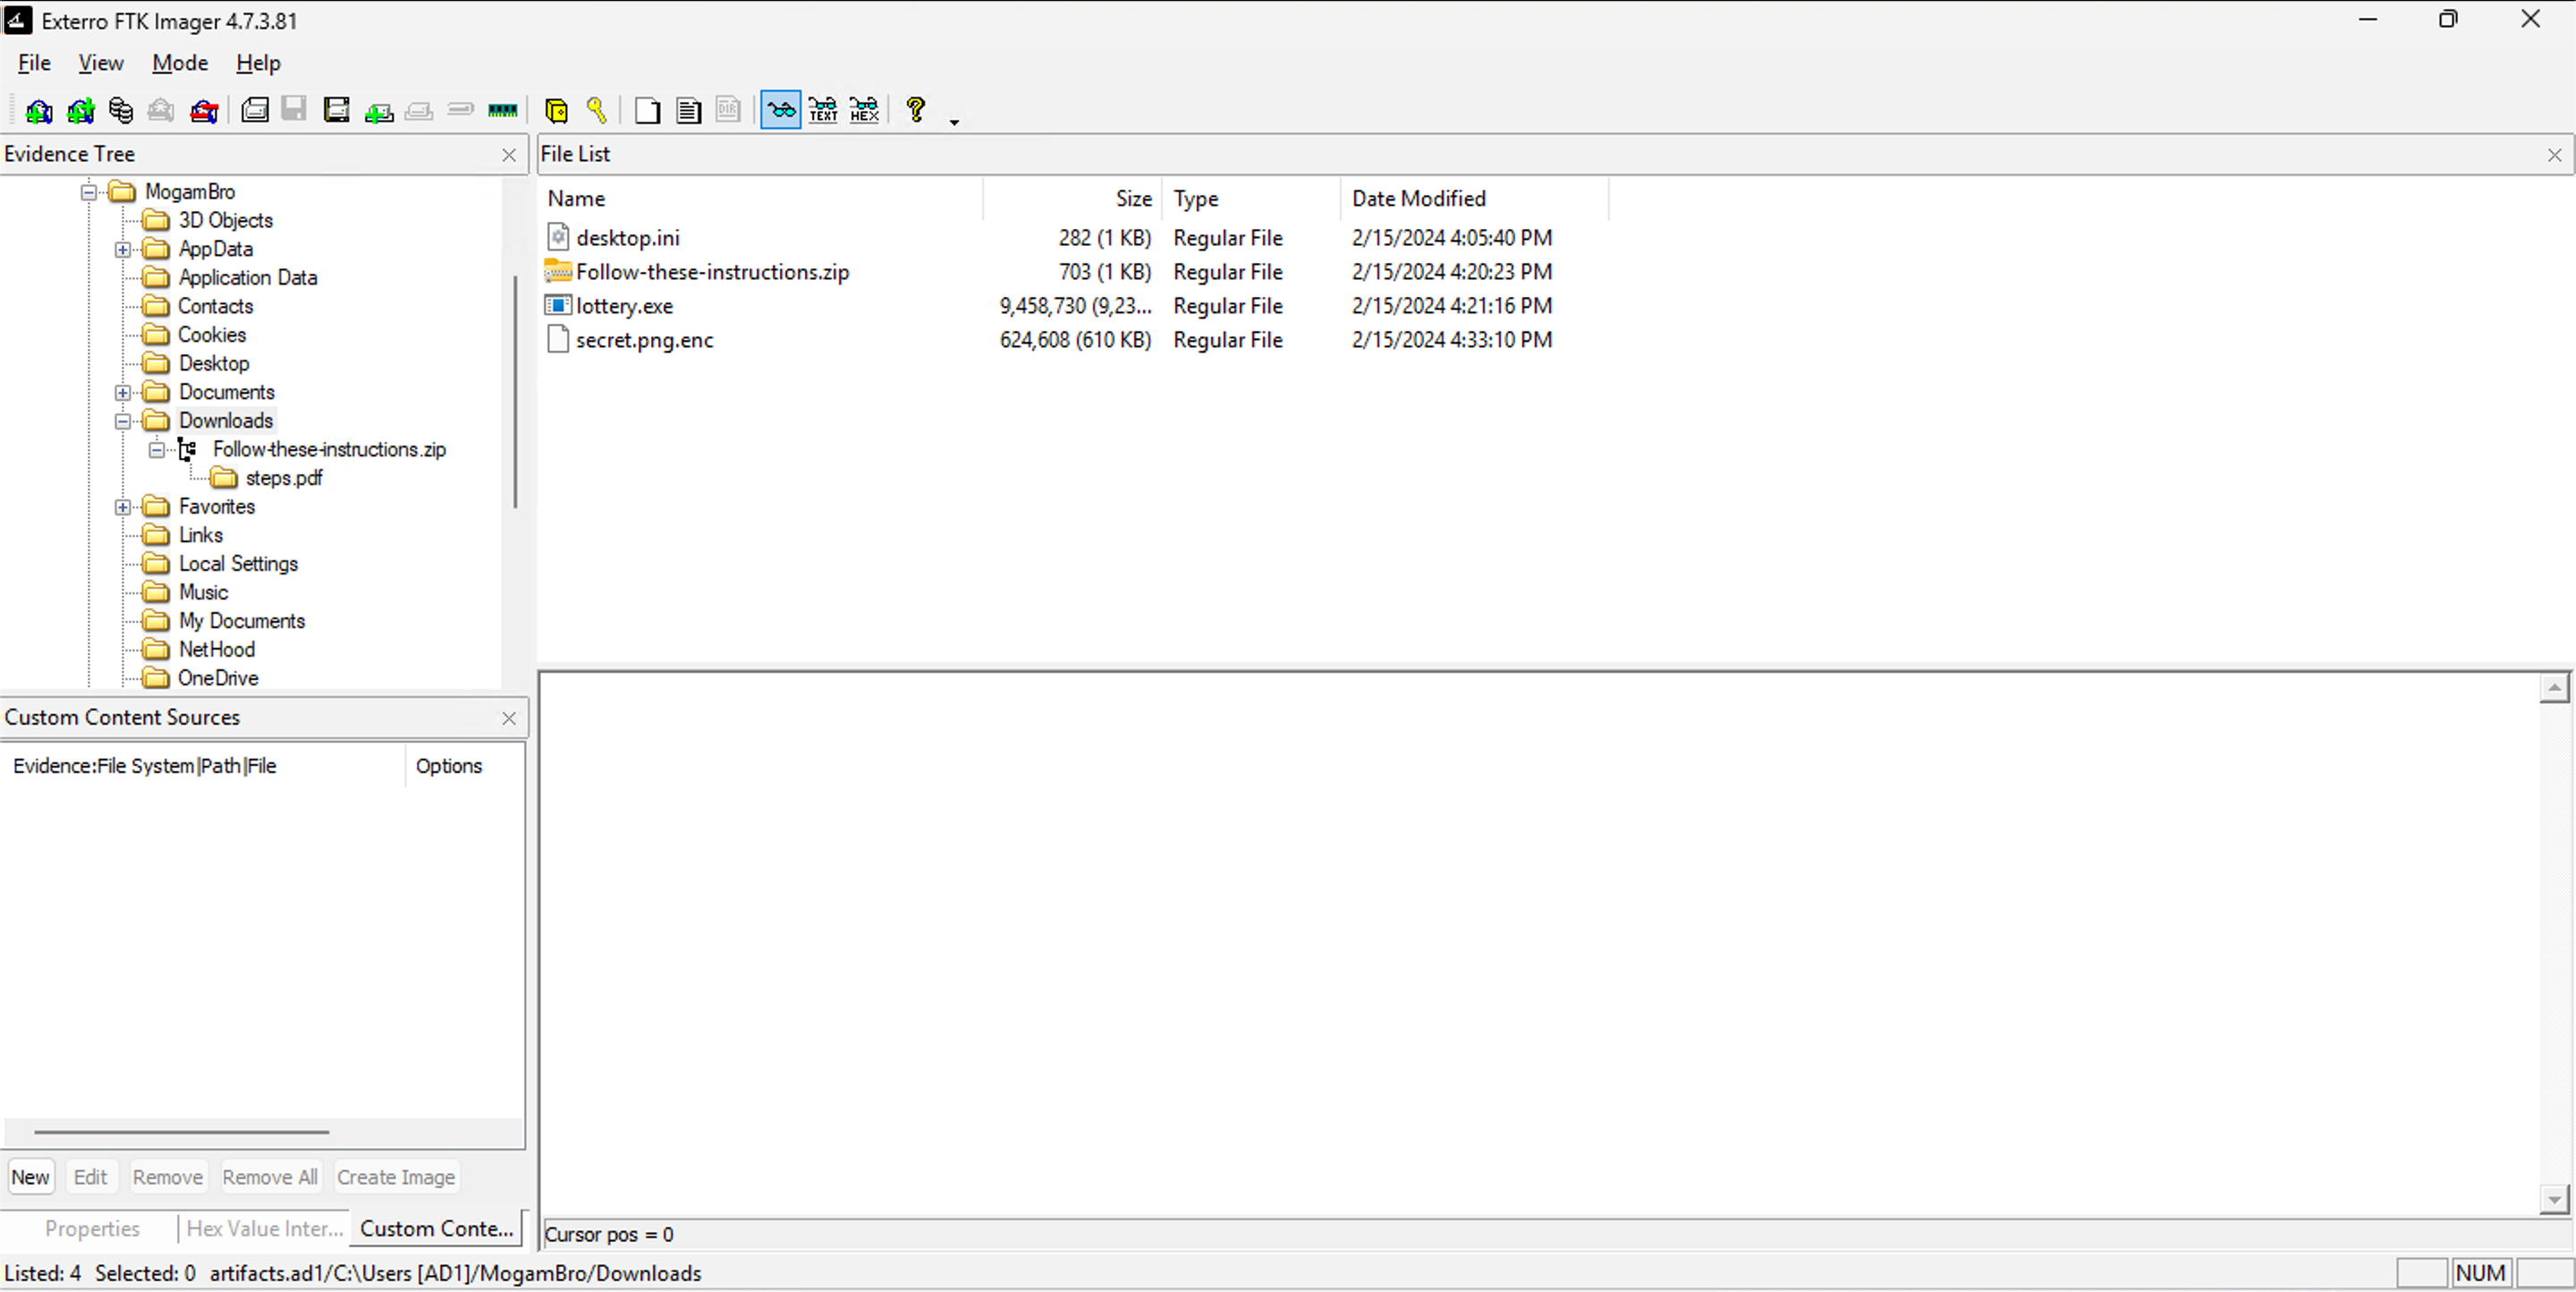 Exterro FTK Imager 4.7.3.81
File View Mode Help
TEXT HEX DIR
Evidence Tree
MogamBro
3D Objects
AppData
Application Data
Contacts
Cookies
Desktop
Documents
Downloads
Follow-these-instructions.zip
steps.pdf
Favorites
Links
Local Settings
Music
My Documents
NetHood
OneDrive
File List
Name Size Type Date Modified
desktop.ini 282 (1 KB) Regular File 2/15/2024 4:05:40 PM
Follow-these-instructions.zip 703 (1 KB) Regular File 2/15/2024 4:20:23 PM
lottery.exe 9,458,730 (9,23... Regular File 2/15/2024 4:21:16 PM
secret.png.enc 624,608 (610 KB) Regular File 2/15/2024 4:33:10 PM
Custom Content Sources
Evidence:File System|Path|File Options
New Edit Remove Remove All Create Image
Properties Hex Value Inter... Custom Conte...
Cursor pos = 0
Listed: 4 Selected: 0 artifacts.ad1/C:\Users [AD1]/MogamBro/Downloads
NUM